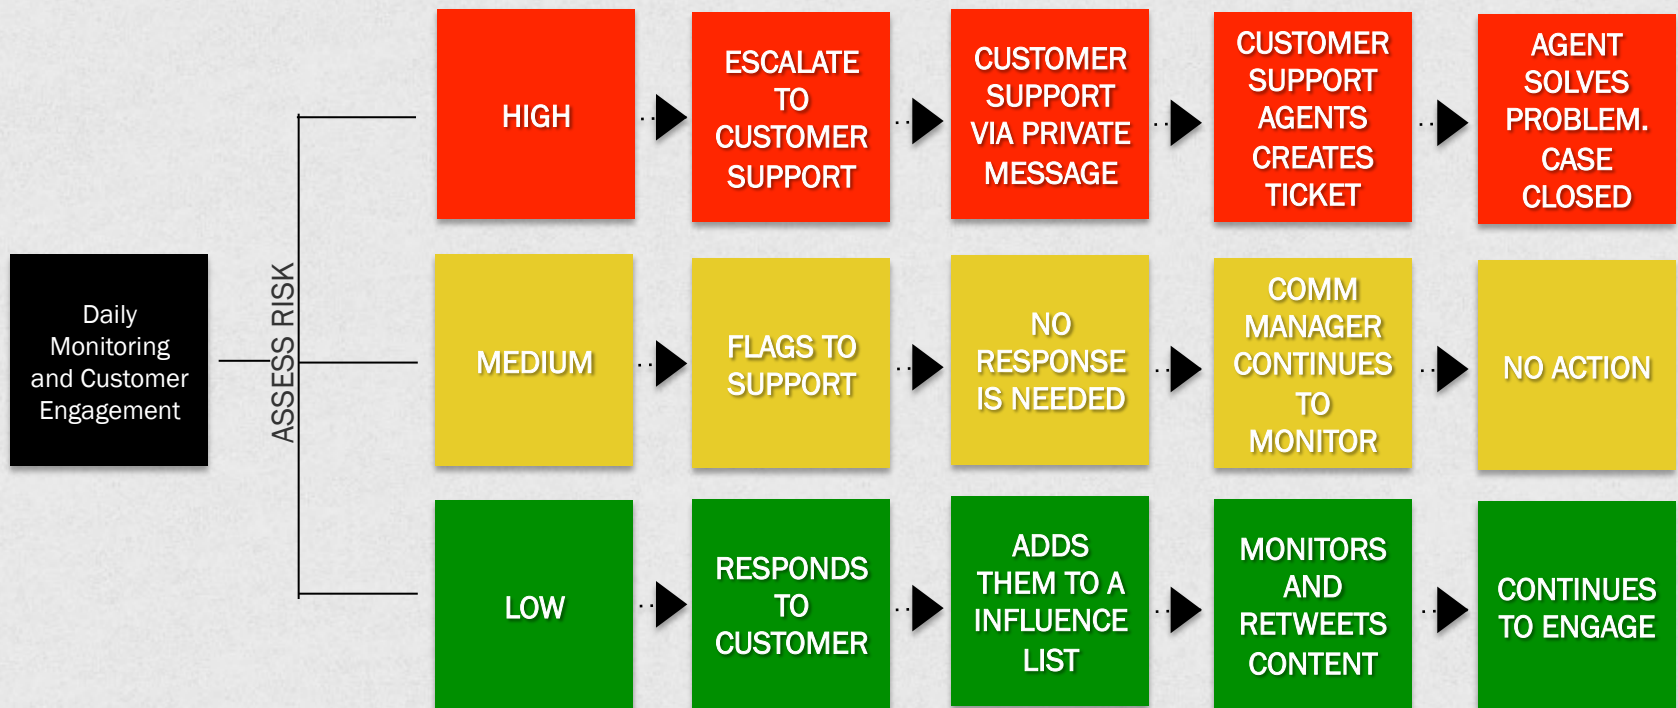 Daily
Monitoring
and Customer
Engagement
ASSESS RISK
HIGH
ESCALATE
TO
CUSTOMER
SUPPORT
CUSTOMER
SUPPORT
VIA PRIVATE
MESSAGE
CUSTOMER
SUPPORT
AGENTS
CREATES
TICKET
AGENT
SOLVES
PROBLEM.
CASE
CLOSED
MEDIUM
FLAGS TO
SUPPORT
NO
RESPONSE
IS NEEDED
COMM
MANAGER
CONTINUES
TO
MONITOR
NO ACTION
LOW
RESPONDS
TO
CUSTOMER
ADDS
THEM TO A
INFLUENCE
LIST
MONITORS
AND
RETWEETS
CONTENT
CONTINUES
TO ENGAGE